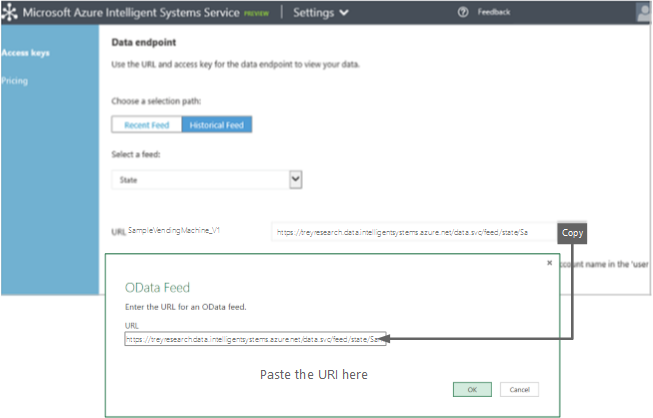 Microsoft Azure Intelligent Systems Service PREVIEW | Settings Feedback
Access keys
Pricing
Data endpoint
Use the URL and access key for the data endpoint to view your data.
Choose a selection path:
Recent Feed Historical Feed
Select a feed:
State
URL SampleVendingMachine_V1 https://treyresearch.data.intelligentsystems.azure.net/data.svc/feed/state/Sa Copy
account name in the 'user
OData Feed
Enter the URL for an OData feed.
URL
https://treyresearch.data.intelligentsystems.azure.net/data.svc/feed/state/Sa
Paste the URI here
OK Cancel